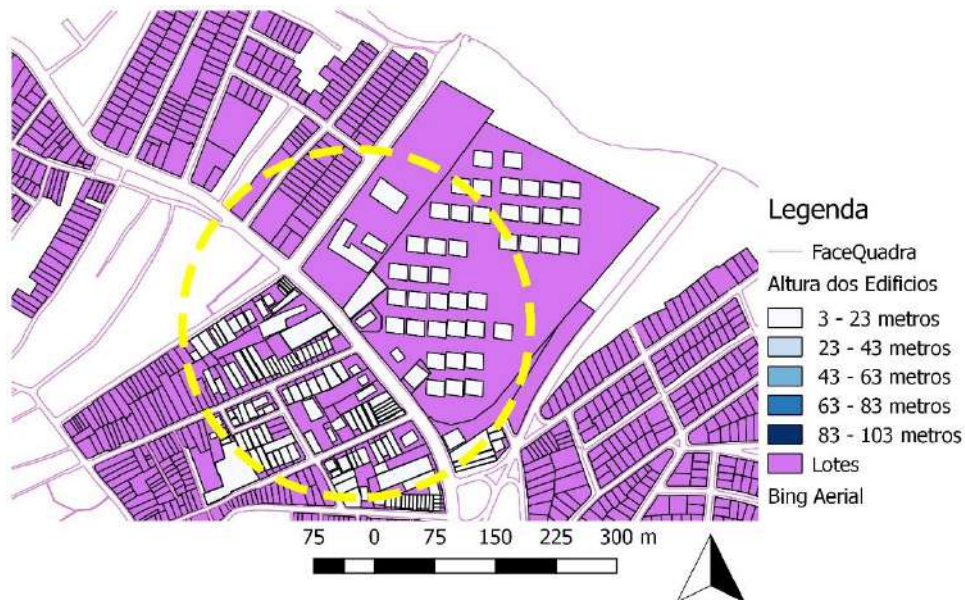 Legenda
FaceQuadra
Altura dos Edificios
3 - 23 metros
23 - 43 metros
43 - 63 metros
63 - 83 metros
83 - 103 metros
Lotes
Bing Aerial
75 0 75 150 225 300 m